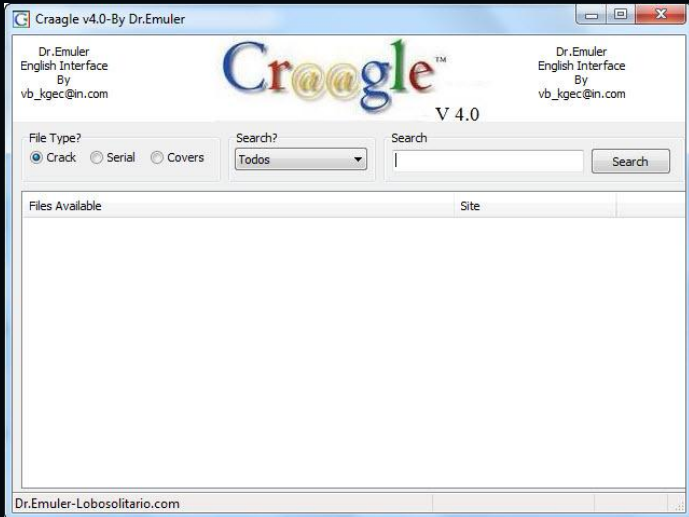 Craagle v4.0-By Dr.Emuler
Dr.Emuler
English Interface
By
vb_kgec@in.com
Cr@@gle™
V 4.0
Dr.Emuler
English Interface
By
vb_kgec@in.com
File Type?
Crack Serial Covers
Search?
Todos
Search
Search
Files Available Site
Dr.Emuler-Lobosolitario.com